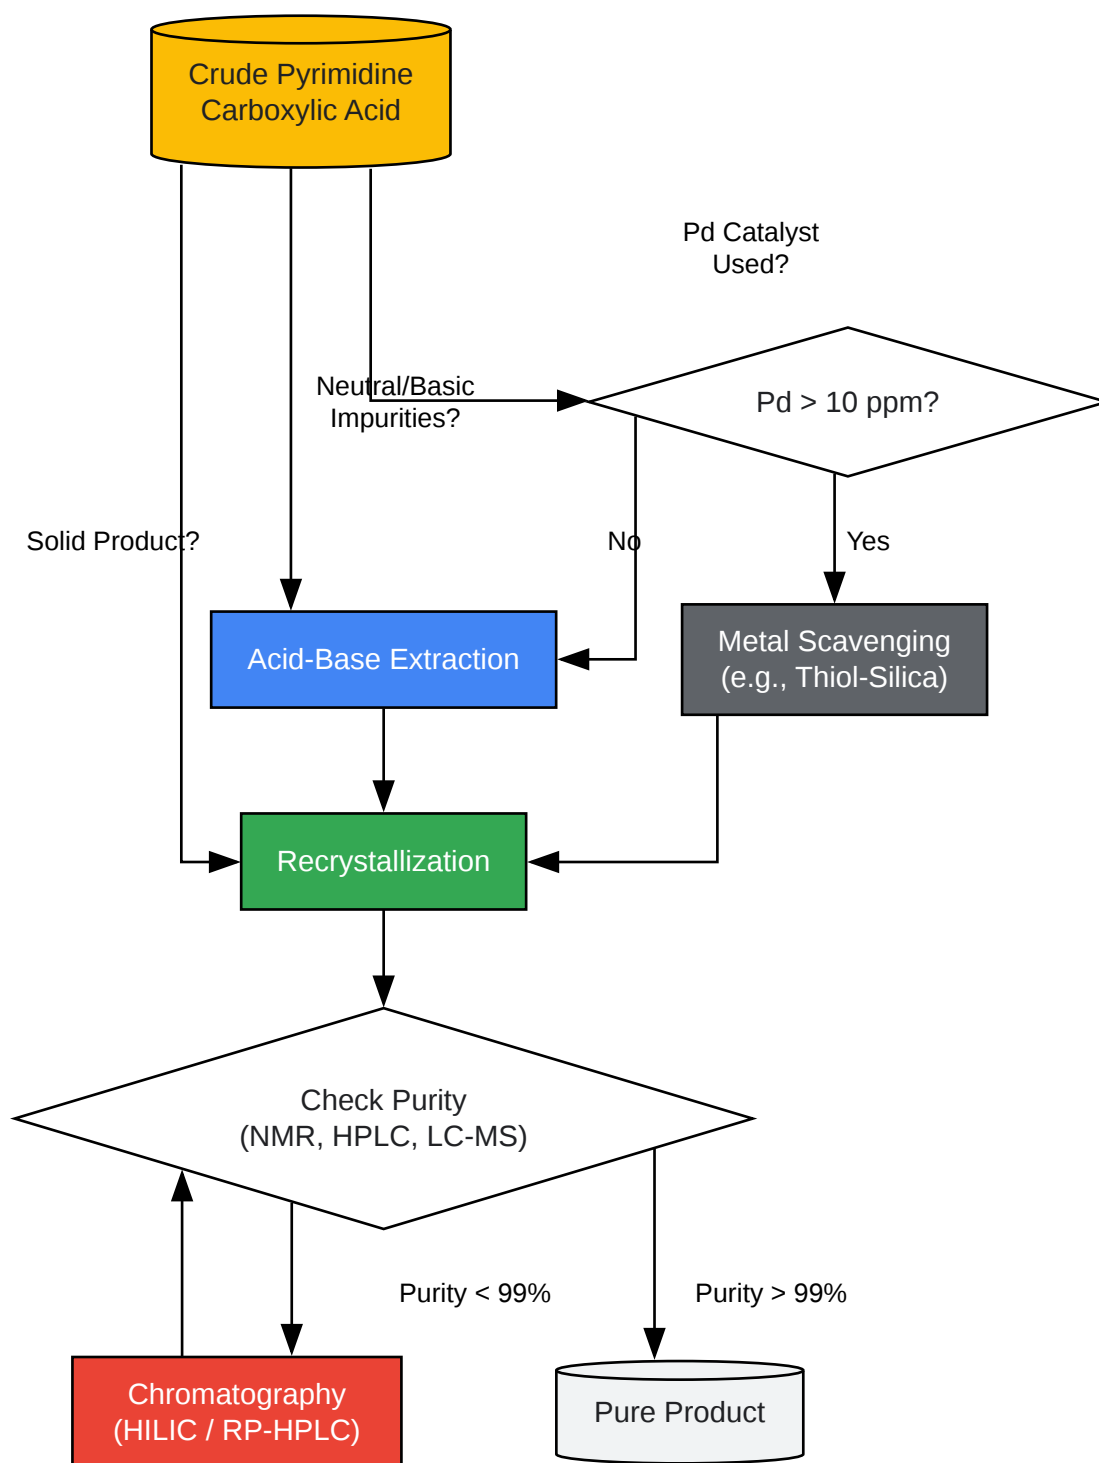 Crude Pyrimidine
Carboxylic Acid
Pd Catalyst
Used?
Neutral/Basic
Impurities?
Pd > 10 ppm?
Solid Product?
No
Yes
Acid-Base Extraction
Metal Scavenging
(e.g., Thiol-Silica)
Recrystallization
Check Purity
(NMR, HPLC, LC-MS)
Purity < 99%
Purity > 99%
Chromatography
(HILIC / RP-HPLC)
Pure Product